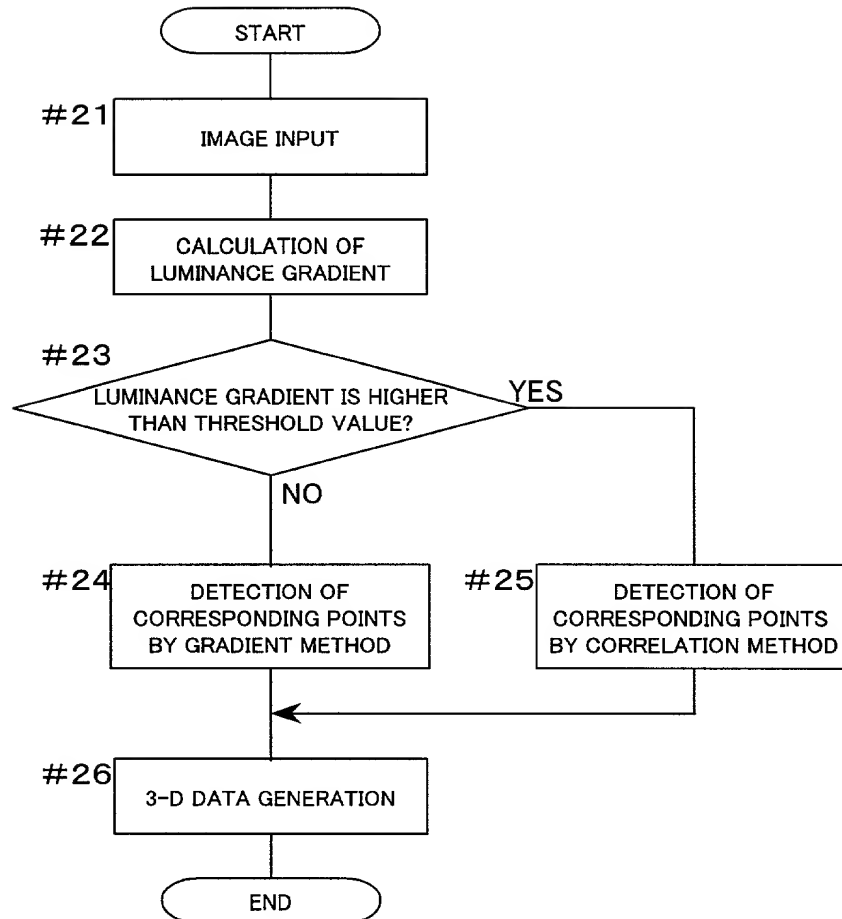 START
#21
IMAGE INPUT
#22
CALCULATION OF
LUMINANCE GRADIENT
#23
LUMINANCE GRADIENT IS HIGHER
THAN THRESHOLD VALUE?
YES
NO
#24
DETECTION OF
CORRESPONDING POINTS
BY GRADIENT METHOD
#25
DETECTION OF
CORRESPONDING POINTS
BY CORRELATION METHOD
#26
3-D DATA GENERATION
END